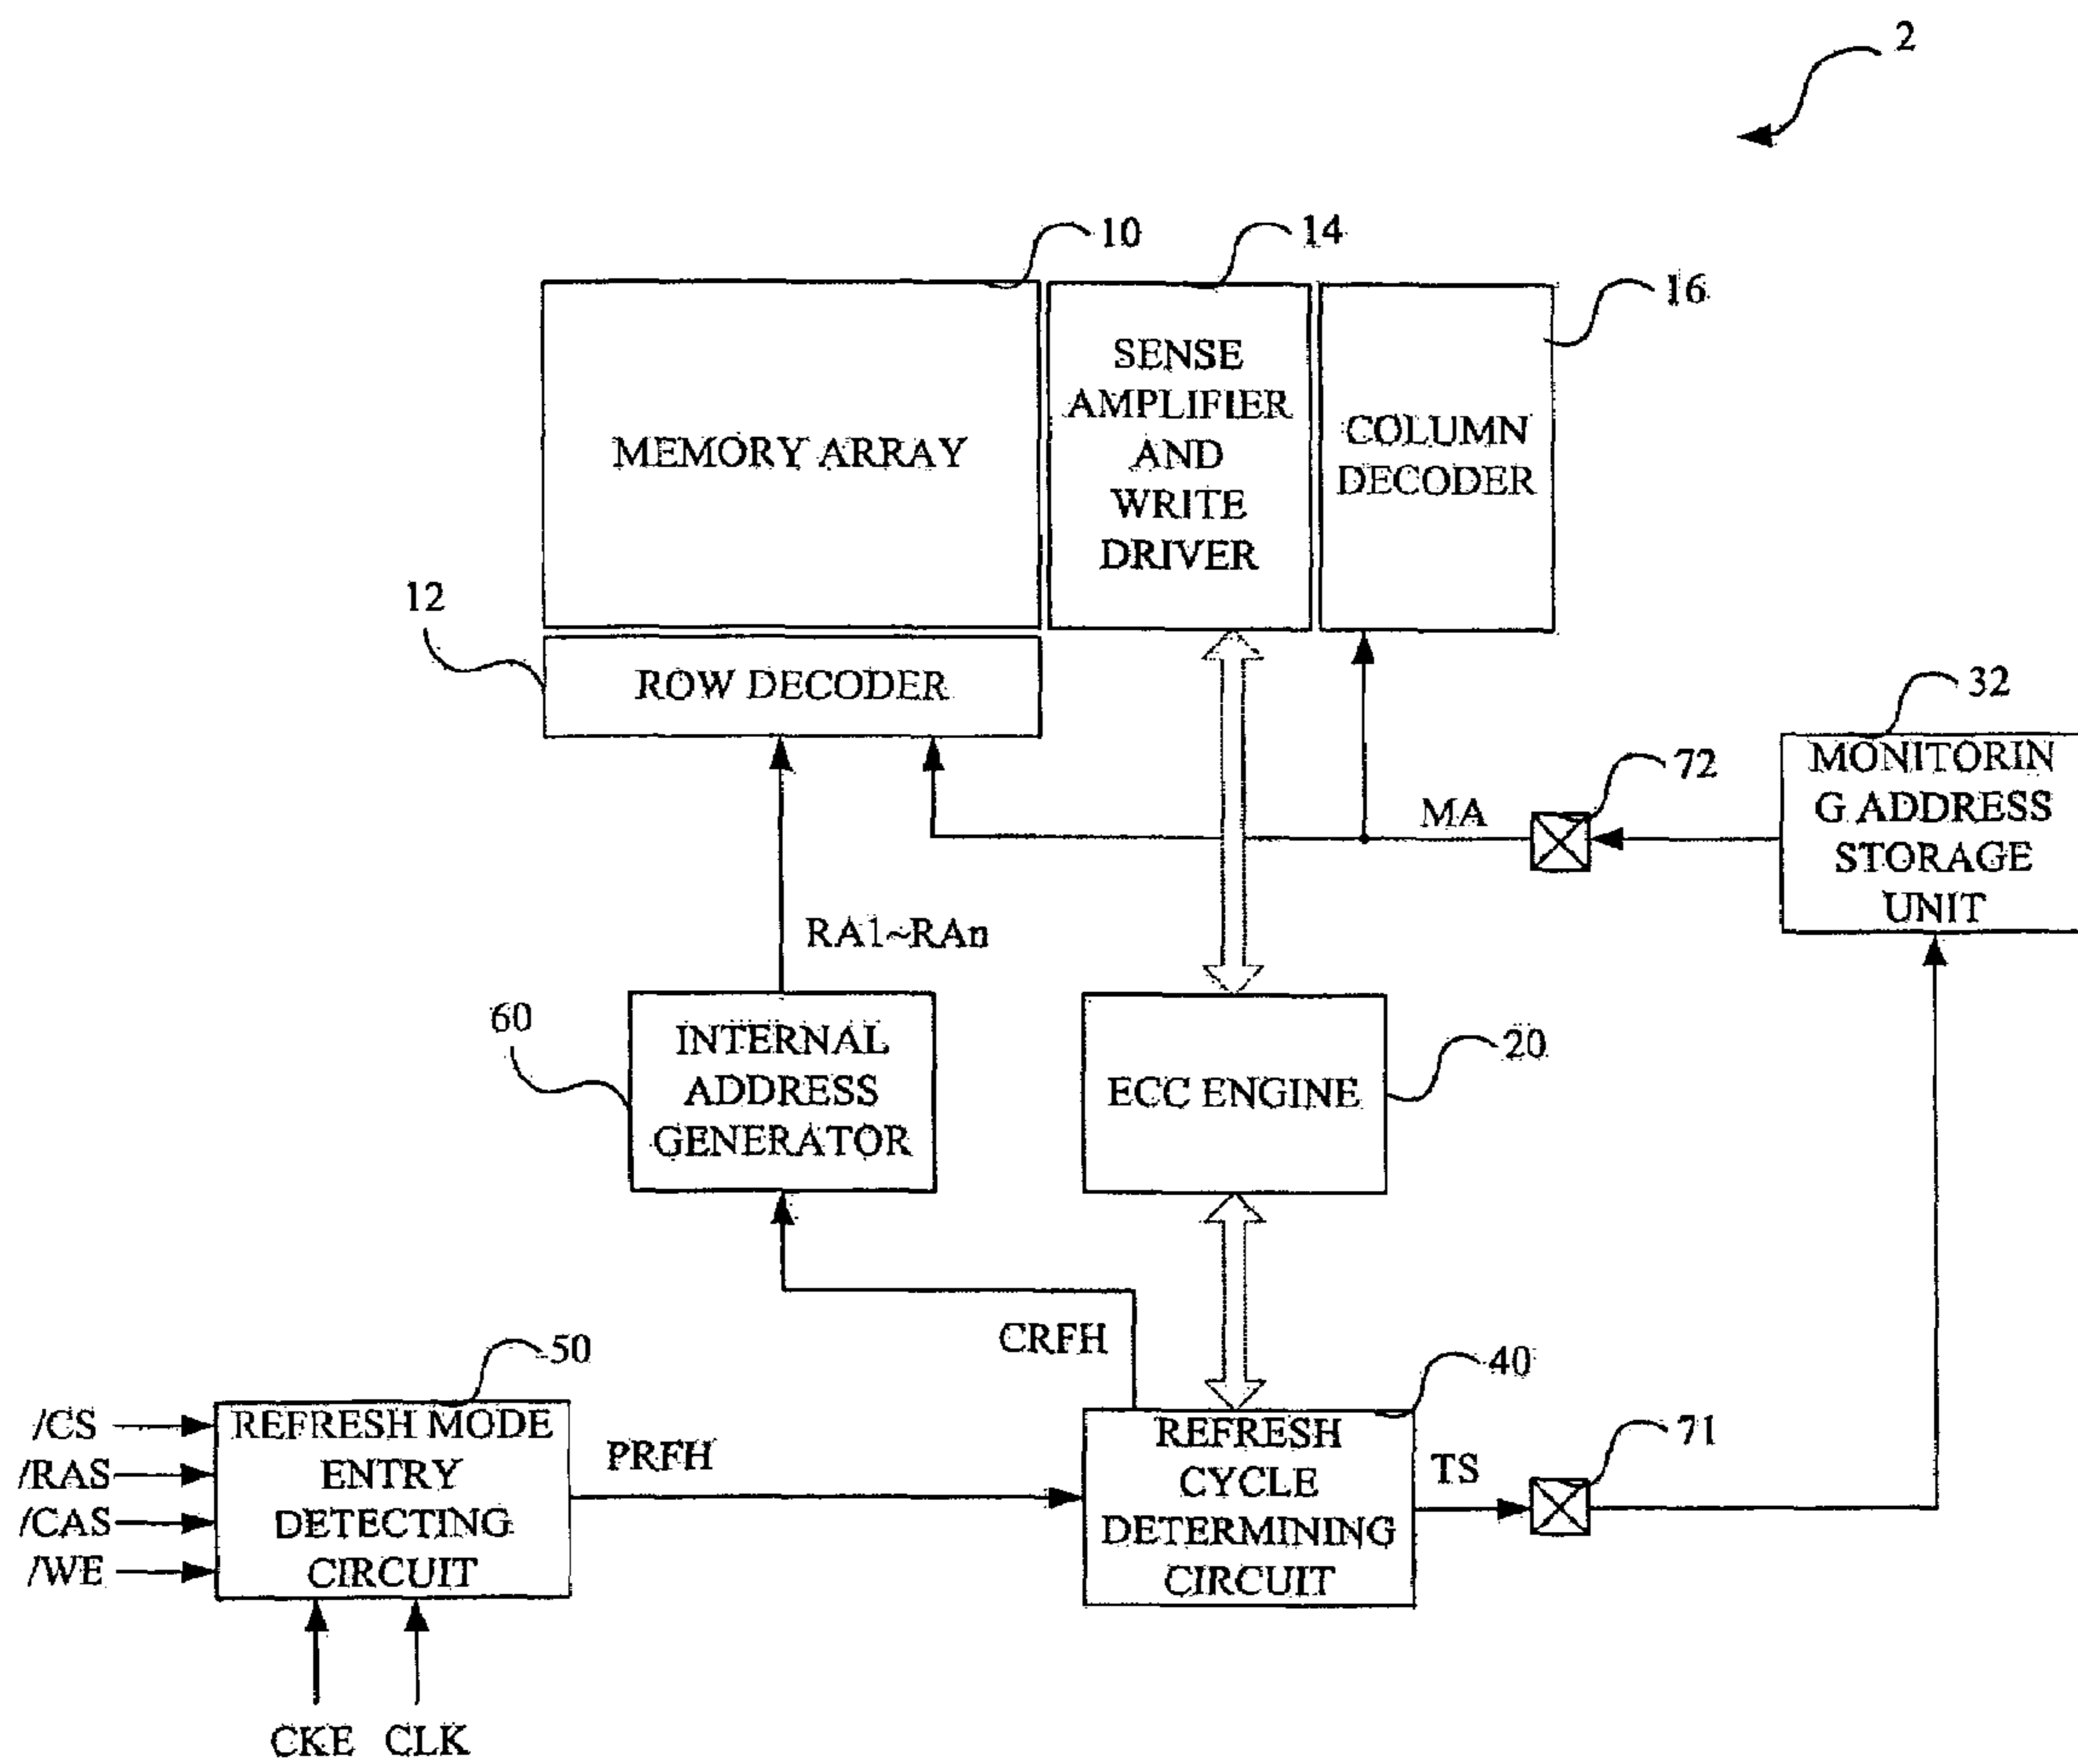 2
10
14
16
MEMORY ARRAY
SENSE
AMPLIFIER
AND
WRITE
DRIVER
COLUMN
DECODER
12
ROW DECODER
32
MONITORIN
G ADDRESS
STORAGE
UNIT
72
MA
RA1~RAn
60
INTERNAL
ADDRESS
GENERATOR
20
ECC ENGINE
CRFH
50
40
71
/CS
/RAS
/CAS
/WE
REFRESH MODE
ENTRY
DETECTING
CIRCUIT
PRFH
REFRESH
CYCLE
DETERMINING
CIRCUIT
TS
CKE CLK